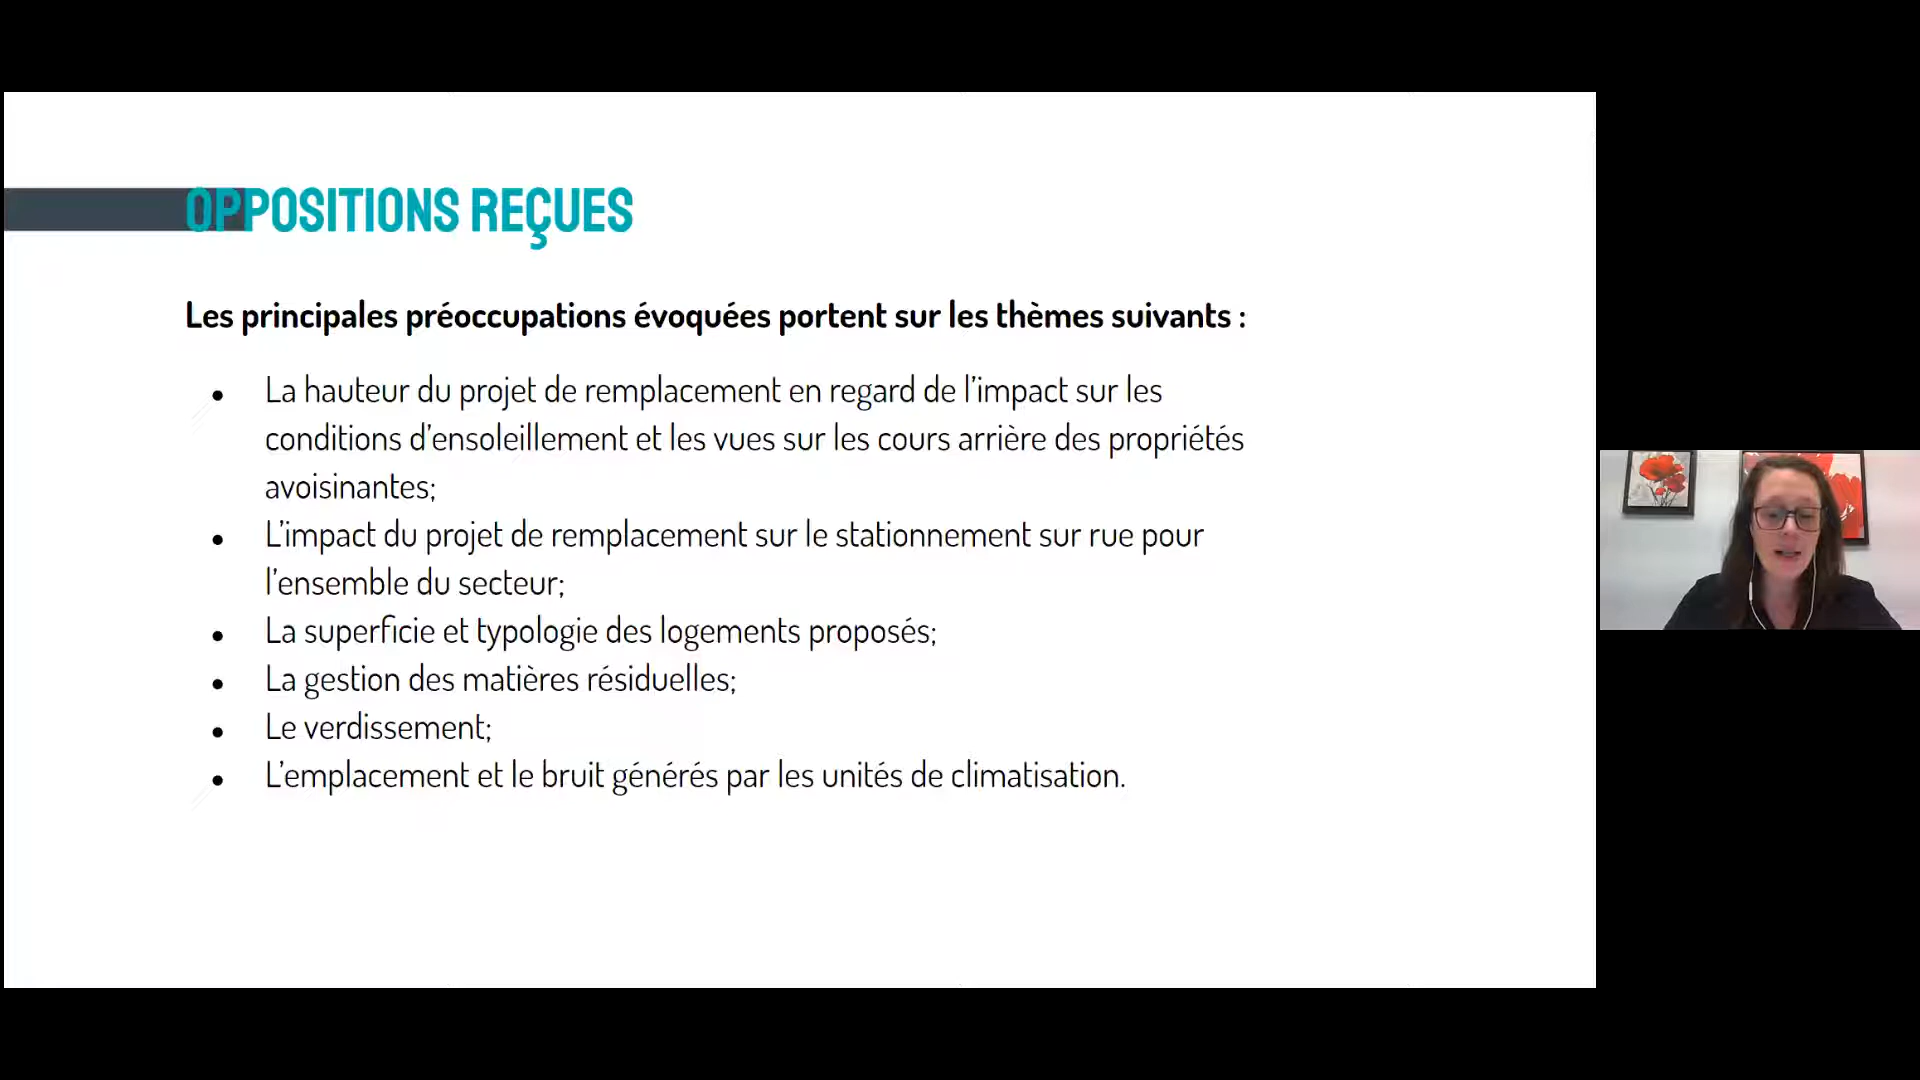 OPPOSITIONS REÇUES
Les principales préoccupations évoquées portent sur les thèmes suivants :
● La hauteur du projet de remplacement en regard de l'impact sur les
conditions d'ensoleillement et les vues sur les cours arrière des propriétés
avoisinantes;
● L'impact du projet de remplacement sur le stationnement sur rue pour
l'ensemble du secteur;
● La superficie et typologie des logements proposés;
● La gestion des matières résiduelles;
● Le verdissement;
● L'emplacement et le bruit générés par les unités de climatisation.